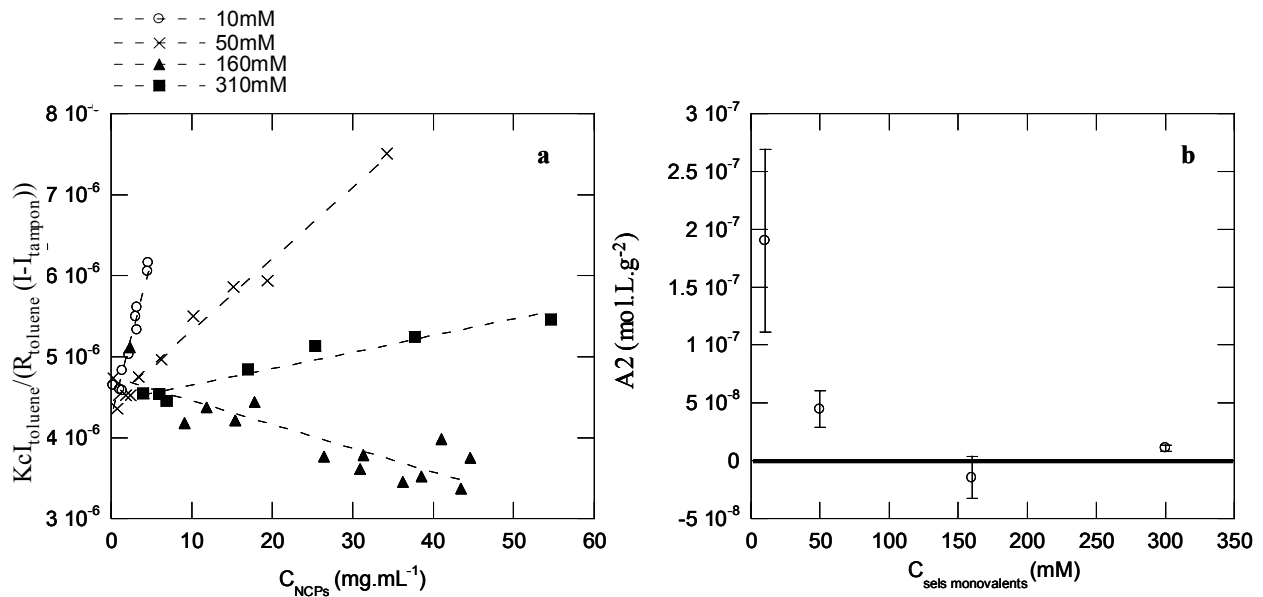 10mM
50mM
160mM
310mM
a
8 10⁻
7 10⁻⁶
6 10⁻⁶
5 10⁻⁶
4 10⁻⁶
3 10⁻⁶
KcI_toluene/(R_toluene (I-I_tampon))
0 10 20 30 40 50 60
C_NCPs (mg.mL⁻¹)
b
3 10⁻⁷
2.5 10⁻⁷
2 10⁻⁷
1.5 10⁻⁷
1 10⁻⁷
5 10⁻⁸
0
-5 10⁻⁸
A2 (mol.L.g⁻²)
0 50 100 150 200 250 300 350
C_sels monovalents (mM)